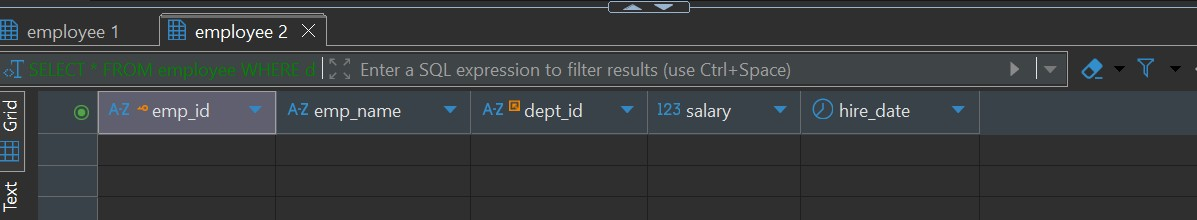 employee 1 employee 2
SELECT * FROM employee WHERE d Enter a SQL expression to filter results (use Ctrl+Space)
Grid
A-Z emp_id A-Z emp_name A-Z dept_id 123 salary hire_date
Text